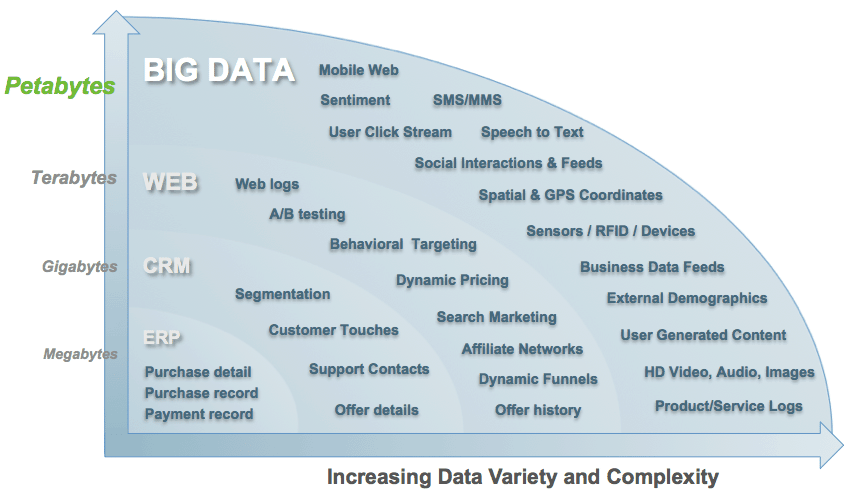 BIG DATA
Mobile Web
Petabytes
Sentiment
SMS/MMS
User Click Stream
Speech to Text
Social Interactions & Feeds
Terabytes
WEB
Web logs
Spatial & GPS Coordinates
A/B testing
Sensors / RFID / Devices
Behavioral Targeting
Gigabytes
CRM
Business Data Feeds
Dynamic Pricing
Segmentation
External Demographics
Search Marketing
Customer Touches
User Generated Content
ERP
Affiliate Networks
Megabytes
Purchase detail
Support Contacts
HD Video, Audio, Images
Dynamic Funnels
Purchase record
Product/Service Logs
Payment record
Offer details
Offer history
Increasing Data Variety and Complexity